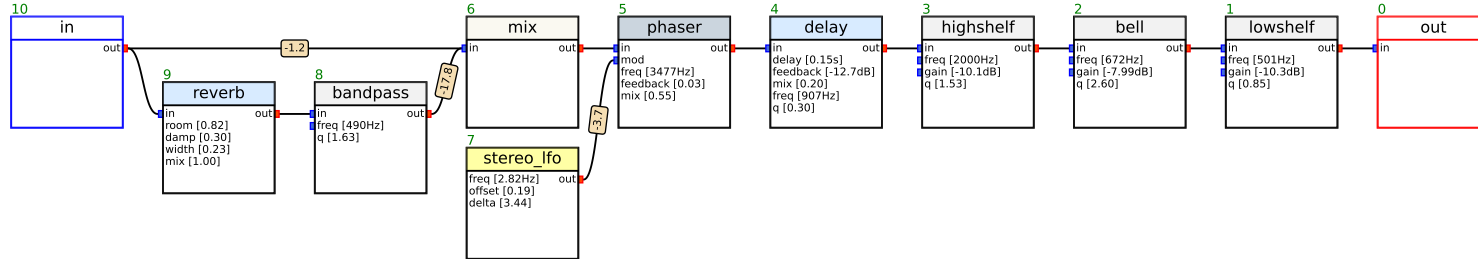 10
in
out
-1.2
9
reverb
in out
room [0.82]
damp [0.30]
width [0.23]
mix [1.00]
8
bandpass
in out
freq [490Hz]
q [1.63]
-17.8
6
mix
in out
7
stereo_lfo
freq [2.82Hz] out
offset [0.19]
delta [3.44]
-3.7
5
phaser
in out
mod
freq [3477Hz]
feedback [0.03]
mix [0.55]
4
delay
in out
delay [0.15s]
feedback [-12.7dB]
mix [0.20]
freq [907Hz]
q [0.30]
3
highshelf
in out
freq [2000Hz]
gain [-10.1dB]
q [1.53]
2
bell
in out
freq [672Hz]
gain [-7.99dB]
q [2.60]
1
lowshelf
in out
freq [501Hz]
gain [-10.3dB]
q [0.85]
0
out
in